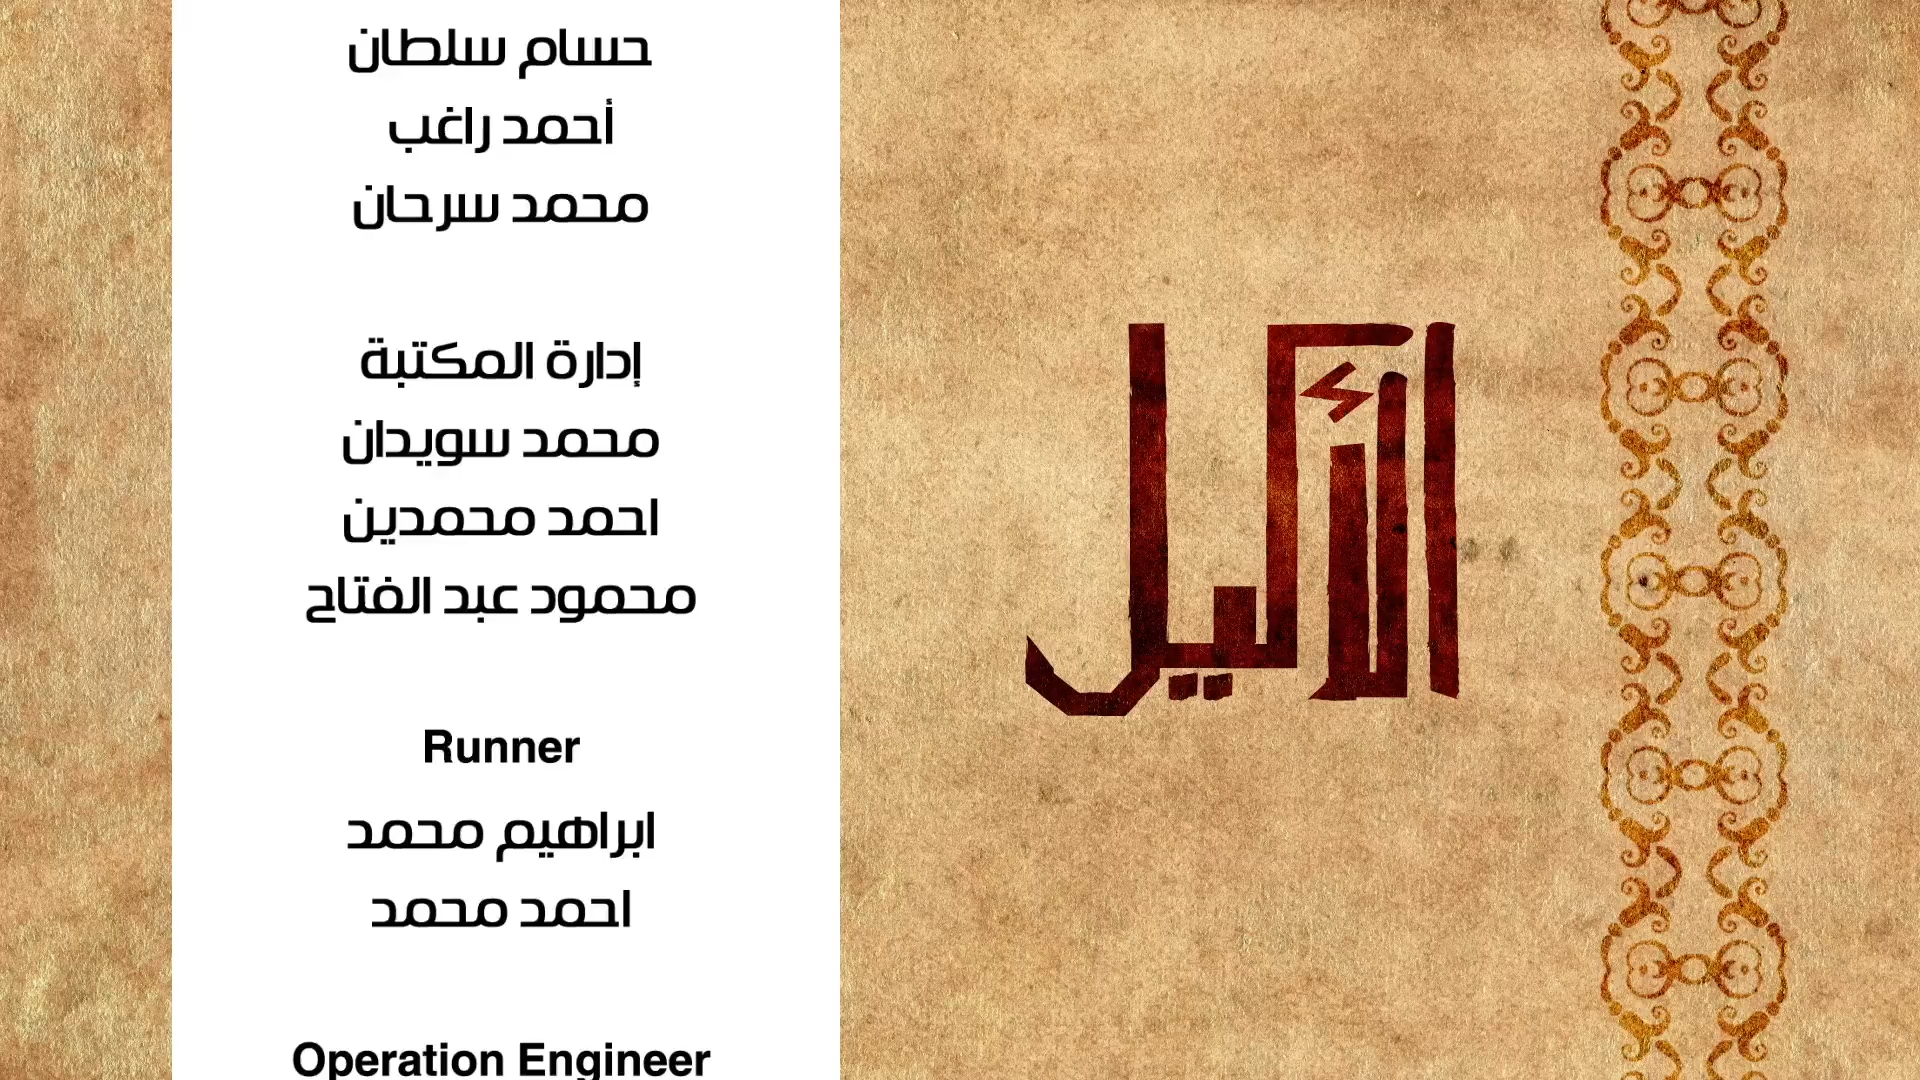 حسام سلطان
أحمد راغب
محمد سرحان
إدارة المكتبة
محمد سويدان
احمد محمدين
محمود عبد الفتاح
Runner
ابراهيم محمد
احمد محمد
Operation Engineer
الأكيل